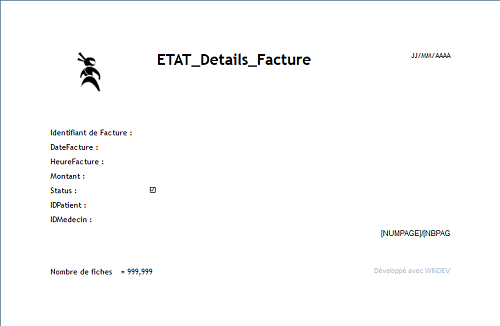 ETAT_Details_Facture
JJ/MM/AAAA
Identifiant de Facture :
DateFacture :
HeureFacture :
Montant :
Status :
IDPatient :
IDMedecin :
[NUMPAGE]/[NBPAG
Nombre de fiches = 999,999
Développé avec WINDEV